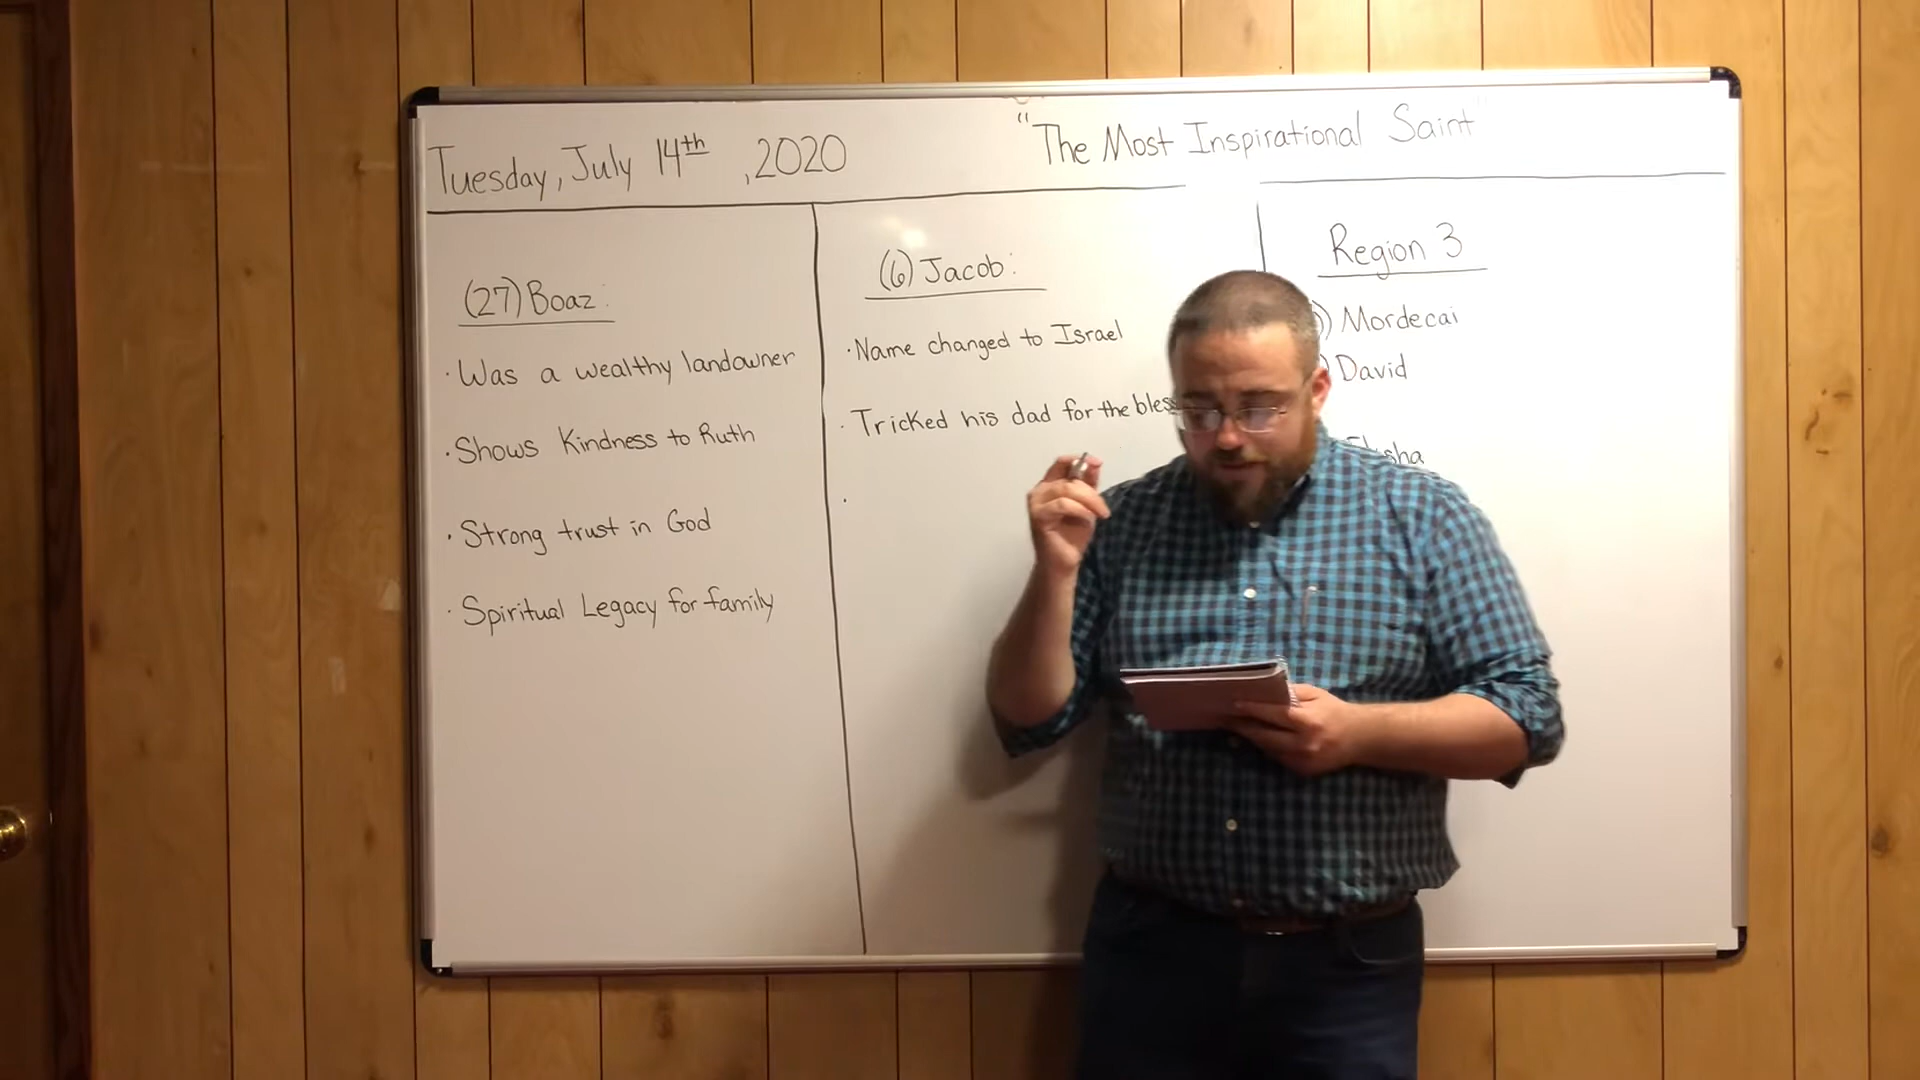 Tuesday, July 14th, 2020
"The Most Inspirational Saint"
(27) Boaz:
· Was a wealthy landowner
· Shows Kindness to Ruth
· Strong trust in God
· Spiritual Legacy for family
(6) Jacob:
· Name changed to Israel
· Tricked his dad for the bless
·
Region 3
) Mordecai
) David
sha